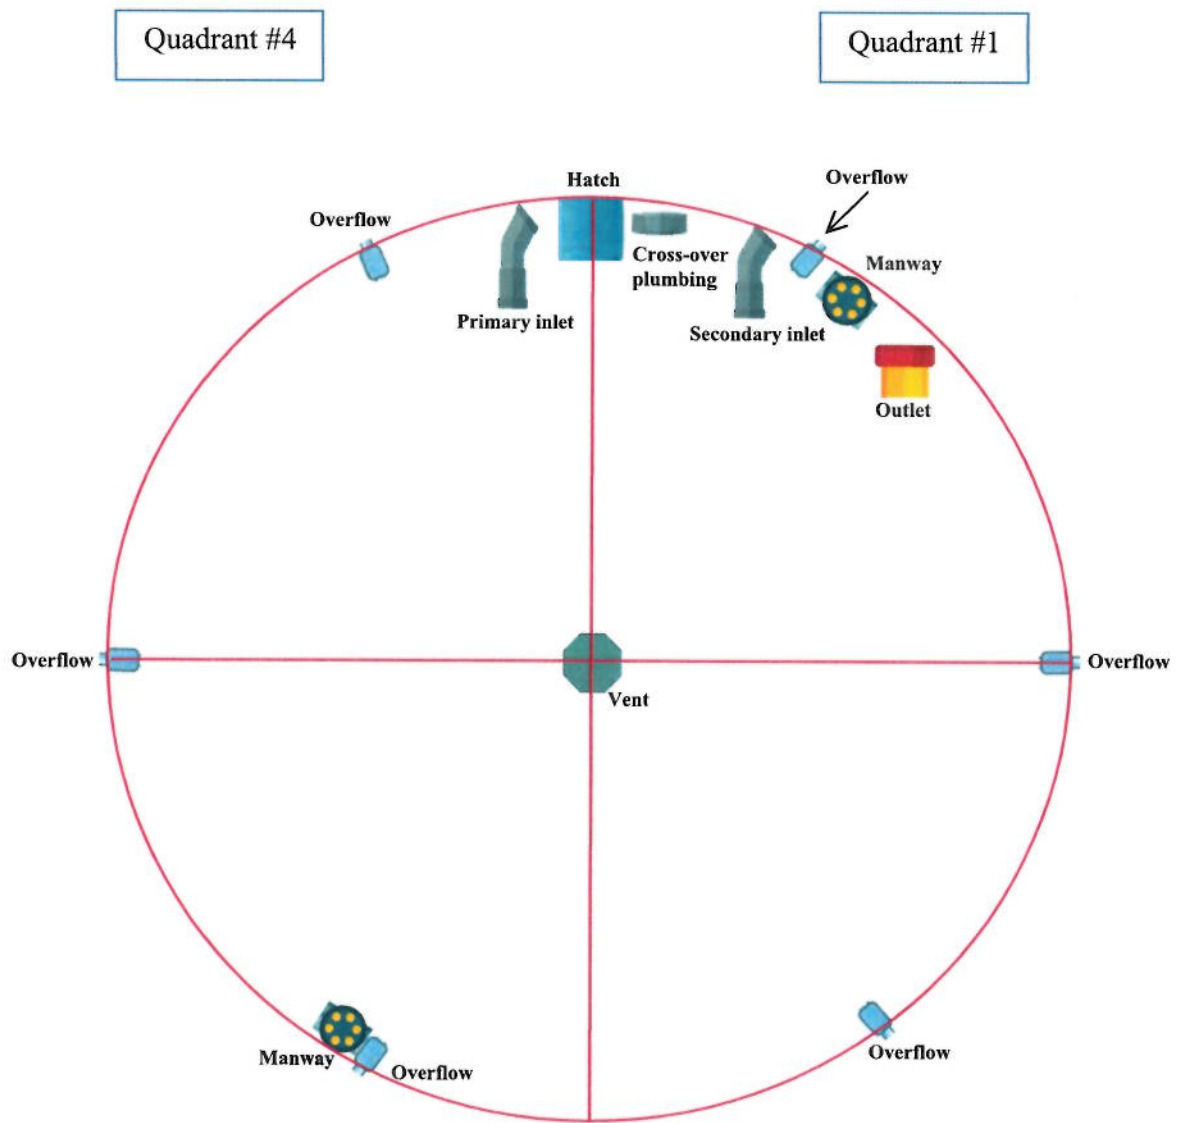 Quadrant #4
Quadrant #1
Hatch
Overflow
Overflow
Cross-over
plumbing
Manway
Primary inlet
Secondary inlet
Outlet
Overflow
Overflow
Vent
Manway
Overflow
Overflow